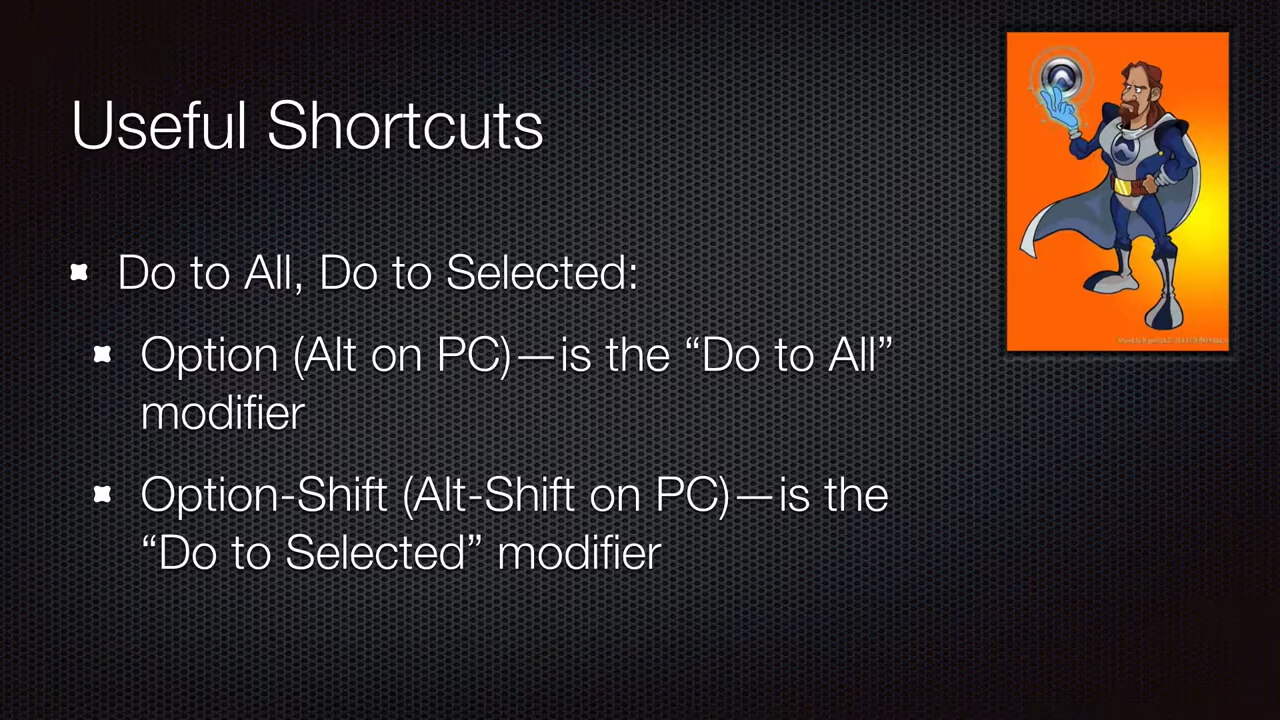 Useful Shortcuts
Do to All, Do to Selected:
Option (Alt on PC)—is the “Do to All”
modifier
Option-Shift (Alt-Shift on PC)—is the
“Do to Selected” modifier